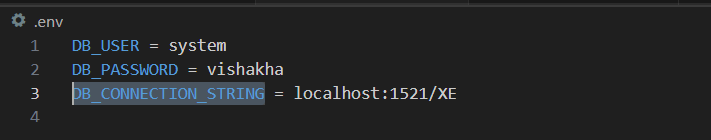 .env
1 DB_USER = system
2 DB_PASSWORD = vishakha
3 DB_CONNECTION_STRING = localhost:1521/XE
4